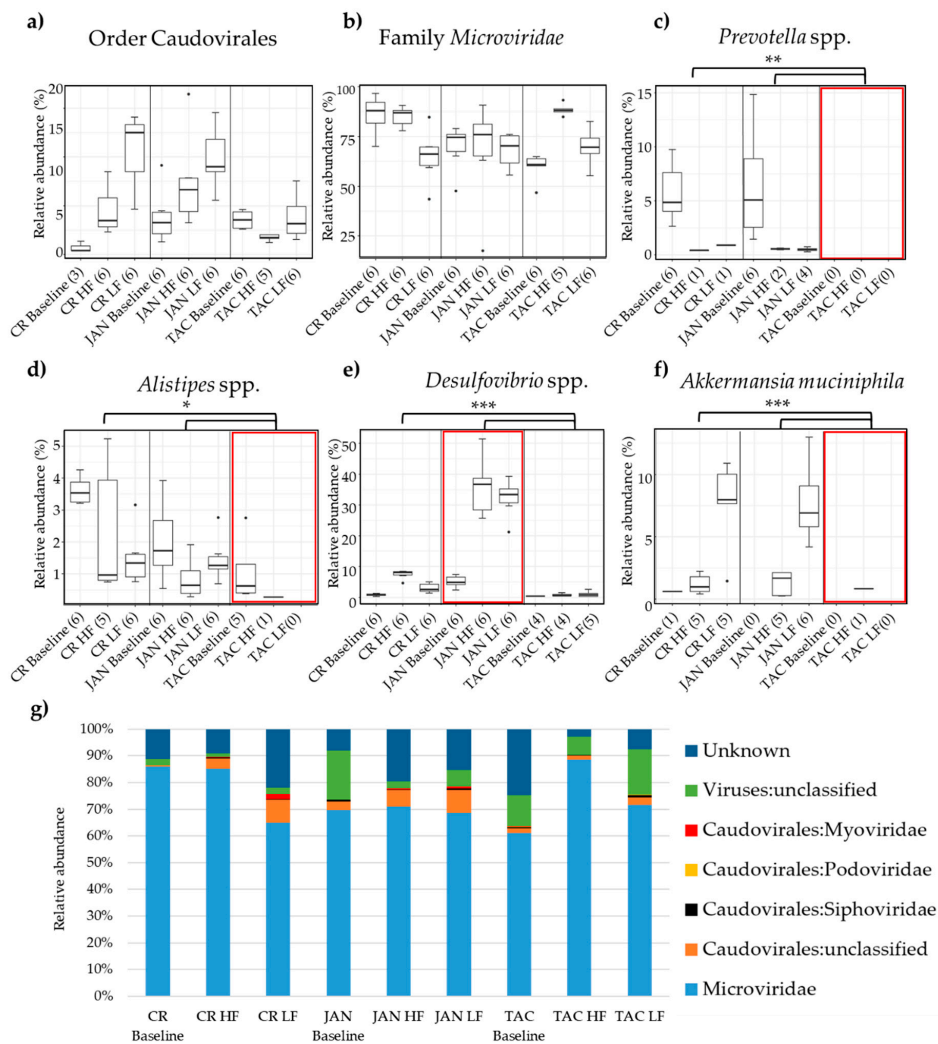 a)
Order Caudovirales
b)
Family Microviridae
c)
Prevotella spp.
**
Relative abundance (%)
20
15
10
5
0
CR Baseline (3)
CR HF (6)
CR LF (6)
JAN Baseline (6)
JAN HF (6)
JAN LF (6)
TAC Baseline (6)
TAC HF (5)
TAC LF(6)
Relative abundance (%)
100
75
50
25
CR Baseline (6)
CR HF (6)
CR LF (6)
JAN Baseline (6)
JAN HF (6)
JAN LF (6)
TAC Baseline (6)
TAC HF (5)
TAC LF(6)
Relative abundance (%)
15
10
5
0
CR Baseline (6)
CR HF (1)
CR LF (1)
JAN Baseline (6)
JAN HF (2)
JAN LF (4)
TAC Baseline (0)
TAC HF (0)
TAC LF(0)
d)
Alistipes spp.
*
e)
Desulfovibrio spp.
***
f)
Akkermansia muciniphila
***
Relative abundance (%)
5
4
3
2
1
CR Baseline (6)
CR HF (5)
CR LF (6)
JAN Baseline (6)
JAN HF (6)
JAN LF (6)
TAC Baseline (5)
TAC HF (1)
TAC LF(0)
Relative abundance (%)
50
40
30
20
10
0
CR Baseline (6)
CR HF (6)
CR LF (6)
JAN Baseline (6)
JAN HF (6)
JAN LF (6)
TAC Baseline (4)
TAC HF (4)
TAC LF(5)
Relative abundance (%)
10
5
0
CR Baseline (1)
CR HF (5)
CR LF (5)
JAN Baseline (0)
JAN HF (5)
JAN LF (6)
TAC Baseline (0)
TAC HF (1)
TAC LF(0)
g)
Relative abundance
100%
90%
80%
70%
60%
50%
40%
30%
20%
10%
0%
CR Baseline
CR HF
CR LF
JAN Baseline
JAN HF
JAN LF
TAC Baseline
TAC HF
TAC LF
Unknown
Viruses:unclassified
Caudovirales:Myoviridae
Caudovirales:Podoviridae
Caudovirales:Siphoviridae
Caudovirales:unclassified
Microviridae